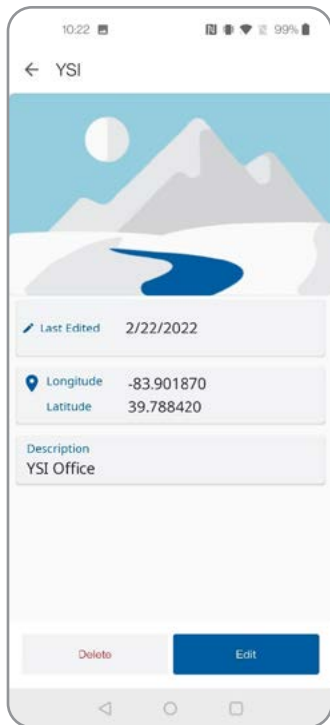 10:22 99%
YSI
Last Edited 2/22/2022
Longitude -83.901870
Latitude 39.788420
Description
YSI Office
Delete Edit